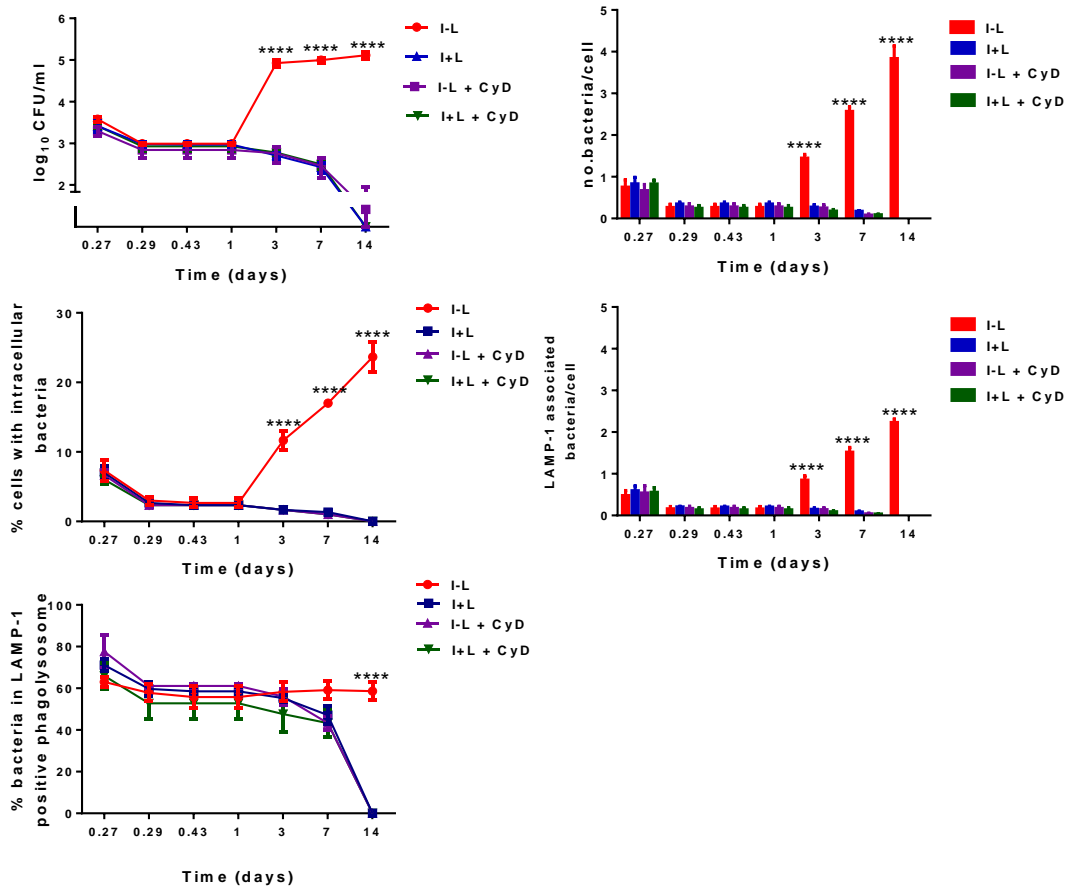 log10 CFU/ml
6
5
4
3
2
**** **** ****
0.27 0.29 0.43 1 3 7 14
Time (days)
I-L
I+L
I-L + CyD
I+L + CyD
no.bacteria/cell
5
4
3
2
1
0
****
****
****
0.27 0.29 0.43 1 3 7 14
Time (days)
I-L
I+L
I-L + CyD
I+L + CyD
% cells with intracellular
bacteria
30
20
10
0
****
****
****
0.27 0.29 0.43 1 3 7 14
Time (days)
I-L
I+L
I-L + CyD
I+L + CyD
LAMP-1 associated
bacteria/cell
5
4
3
2
1
0
****
****
****
0.27 0.29 0.43 1 3 7 14
Time (days)
I-L
I+L
I-L + CyD
I+L + CyD
% bacteria in LAMP-1
positive phagolysosome
100
80
60
40
20
0
****
0.27 0.29 0.43 1 3 7 14
Time (days)
I-L
I+L
I-L + CyD
I+L + CyD